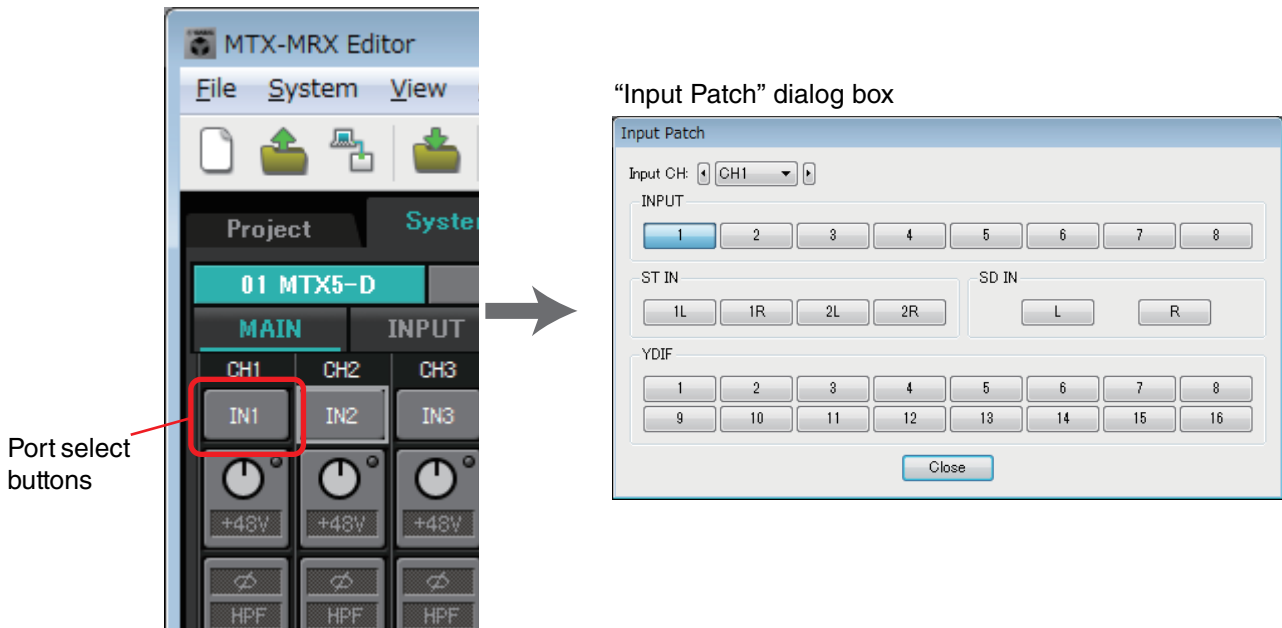 MTX-MRX Editor
File System View
Project Syste
01 MTX5-D
MAIN INPUT
CH1 CH2 CH3
IN1 IN2 IN3
+48V +48V +48V
HPF HPF HPF
Port select
buttons
“Input Patch” dialog box
Input Patch
Input CH: CH1
INPUT
1 2 3 4 5 6 7 8
ST IN SD IN
1L 1R 2L 2R L R
YDIF
1 2 3 4 5 6 7 8
9 10 11 12 13 14 15 16
Close